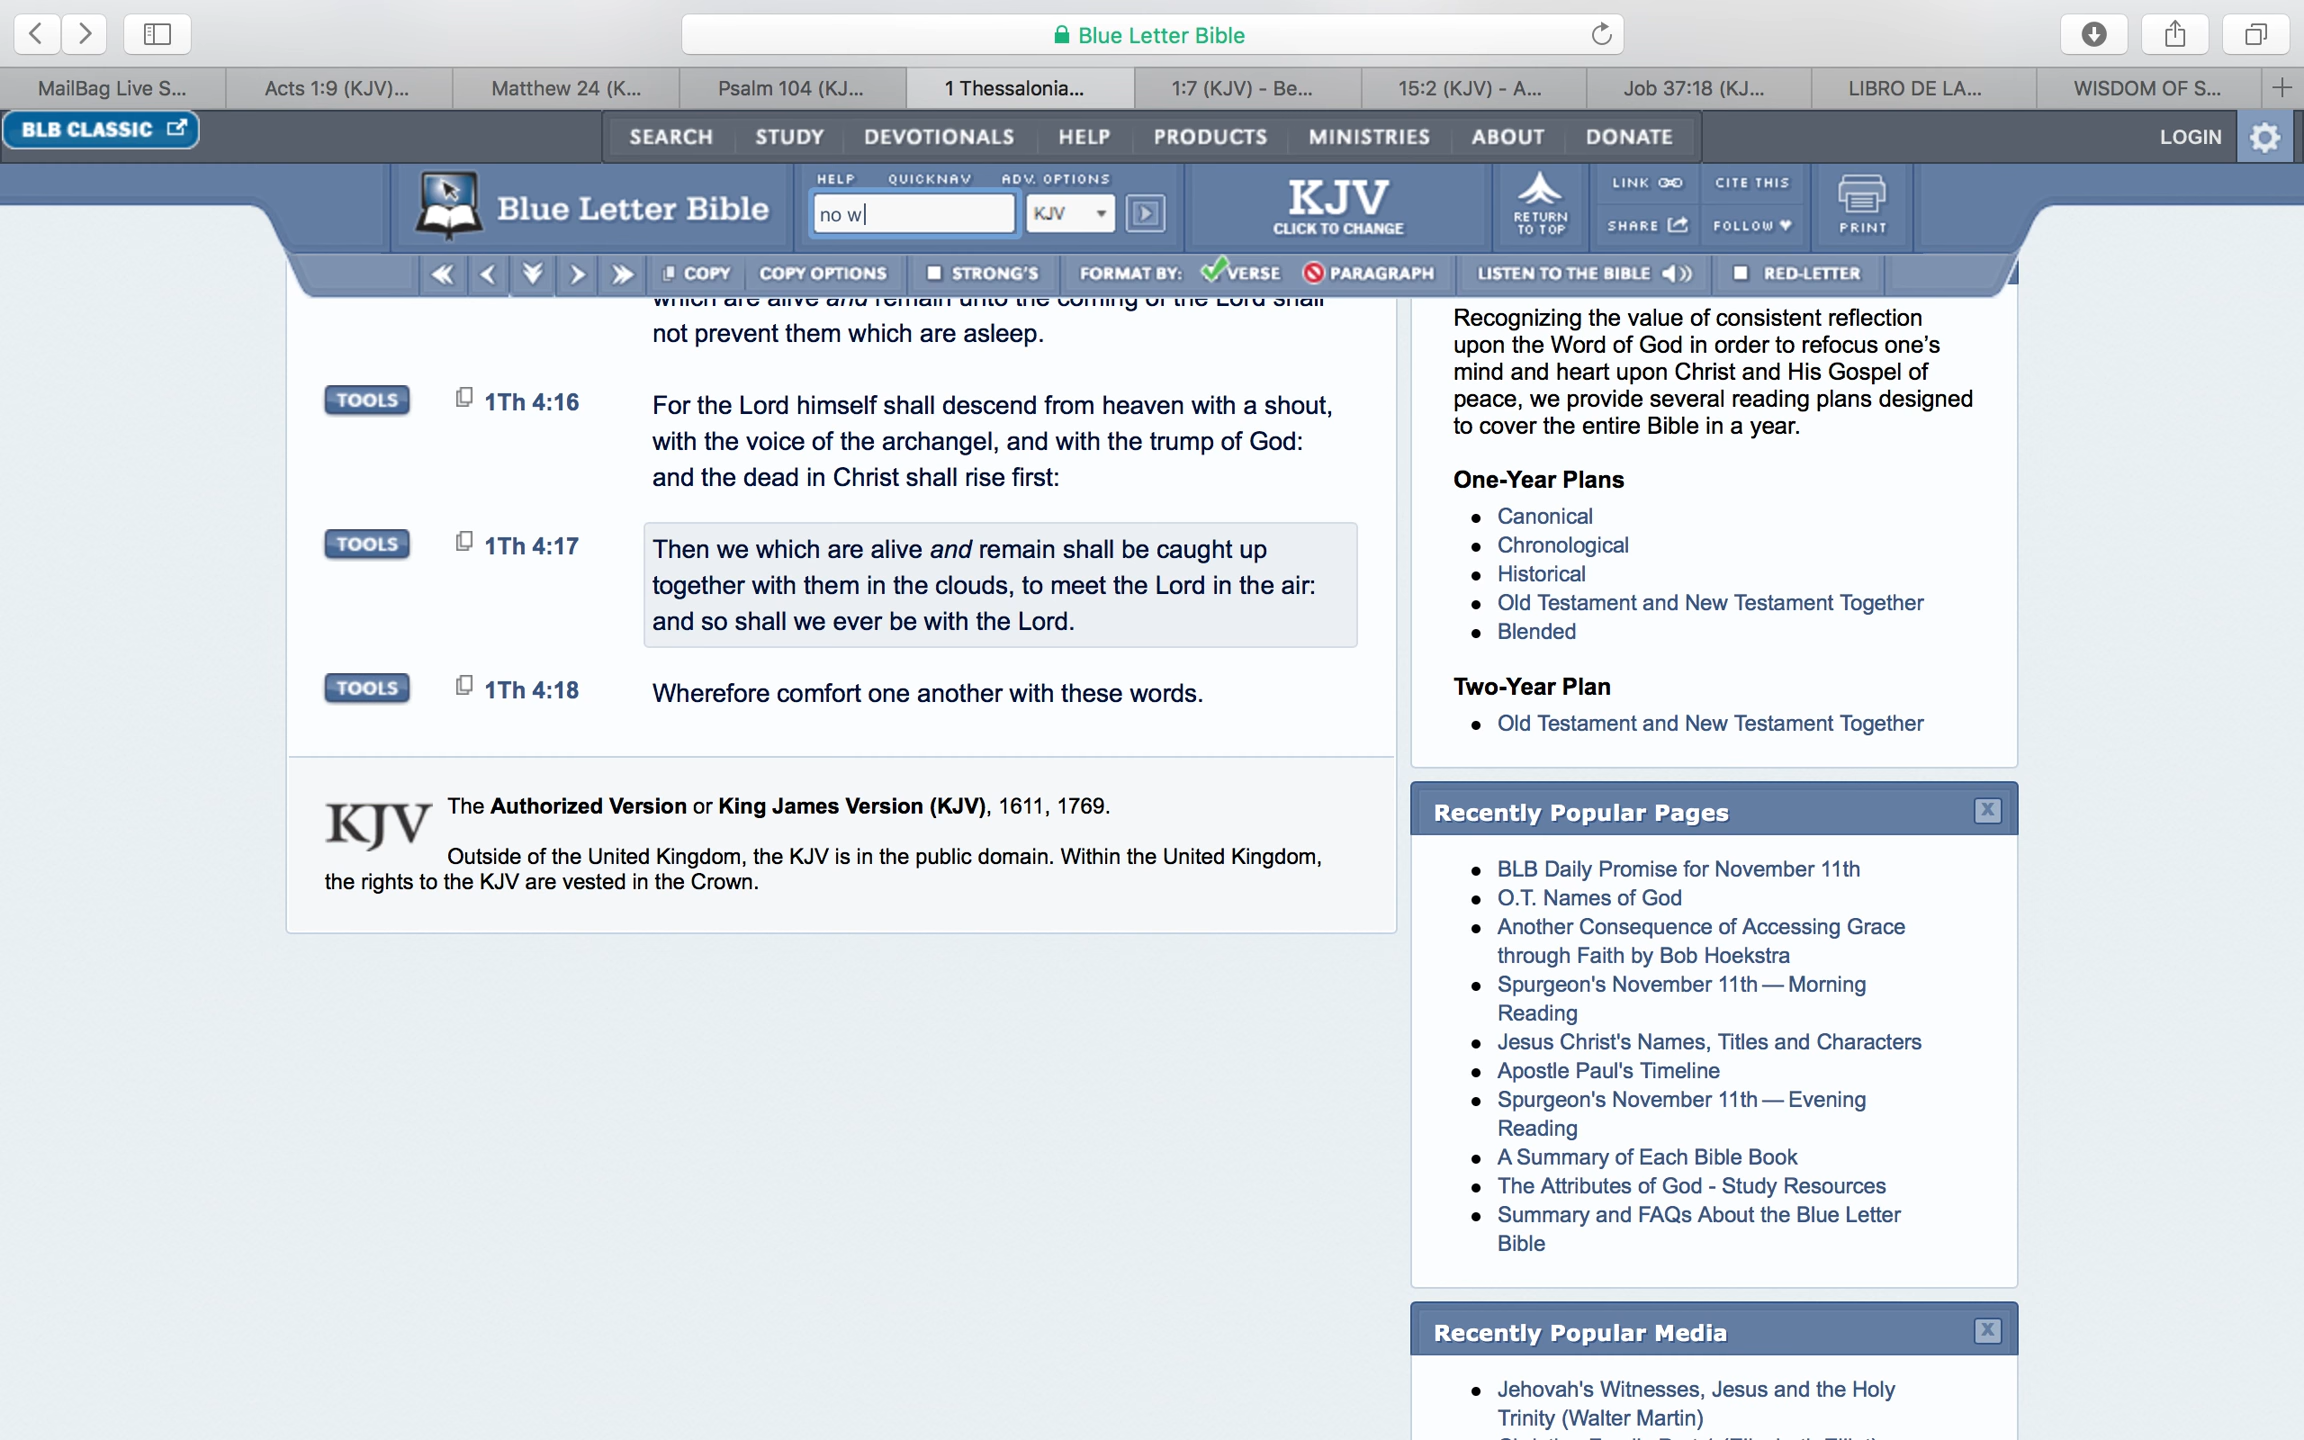 Blue Letter Bible
MailBag Live S...
Acts 1:9 (KJV)...
Matthew 24 (K...
Psalm 104 (KJ...
1 Thessalonia...
1:7 (KJV) - Be...
15:2 (KJV) - A...
Job 37:18 (KJ...
LIBRO DE LA...
WISDOM OF S...
BLB CLASSIC
SEARCH
STUDY
DEVOTIONALS
HELP
PRODUCTS
MINISTRIES
ABOUT
DONATE
LOGIN
Blue Letter Bible
HELP
QUICKNAV
ADV. OPTIONS
no w
KJV
KJV
CLICK TO CHANGE
RETURN
TO TOP
LINK
CITE THIS
SHARE
FOLLOW
PRINT
COPY
COPY OPTIONS
STRONG'S
FORMAT BY:
VERSE
PARAGRAPH
LISTEN TO THE BIBLE
RED-LETTER
which are alive and remain unto the coming of the Lord shall
not prevent them which are asleep.
TOOLS
1Th 4:16
For the Lord himself shall descend from heaven with a shout,
with the voice of the archangel, and with the trump of God:
and the dead in Christ shall rise first:
TOOLS
1Th 4:17
Then we which are alive and remain shall be caught up
together with them in the clouds, to meet the Lord in the air:
and so shall we ever be with the Lord.
TOOLS
1Th 4:18
Wherefore comfort one another with these words.
KJV
The Authorized Version or King James Version (KJV), 1611, 1769.
Outside of the United Kingdom, the KJV is in the public domain. Within the United Kingdom,
the rights to the KJV are vested in the Crown.
Recognizing the value of consistent reflection
upon the Word of God in order to refocus one's
mind and heart upon Christ and His Gospel of
peace, we provide several reading plans designed
to cover the entire Bible in a year.
One-Year Plans
Canonical
Chronological
Historical
Old Testament and New Testament Together
Blended
Two-Year Plan
Old Testament and New Testament Together
Recently Popular Pages
X
BLB Daily Promise for November 11th
O.T. Names of God
Another Consequence of Accessing Grace
through Faith by Bob Hoekstra
Spurgeon's November 11th — Morning
Reading
Jesus Christ's Names, Titles and Characters
Apostle Paul's Timeline
Spurgeon's November 11th — Evening
Reading
A Summary of Each Bible Book
The Attributes of God - Study Resources
Summary and FAQs About the Blue Letter
Bible
Recently Popular Media
X
Jehovah's Witnesses, Jesus and the Holy
Trinity (Walter Martin)